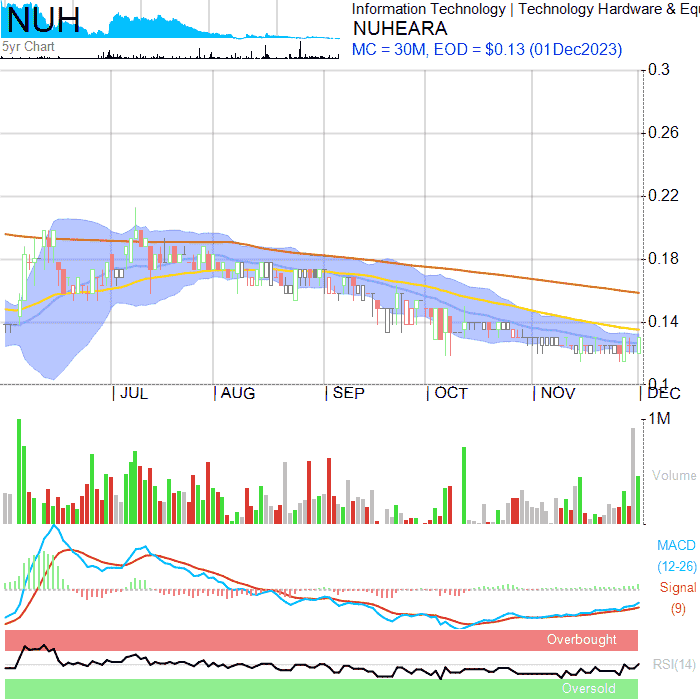 NUH
5yr Chart
Information Technology | Technology Hardware & Equ
NUHEARA
MC = 30M, EOD = $0.13 (01Dec2023)
0.3
0.26
0.22
0.18
0.14
0.1
JUL AUG SEP OCT NOV DEC
1M
Volume
MACD
(12-26)
Signal
(9)
Overbought
RSI(14)
Oversold